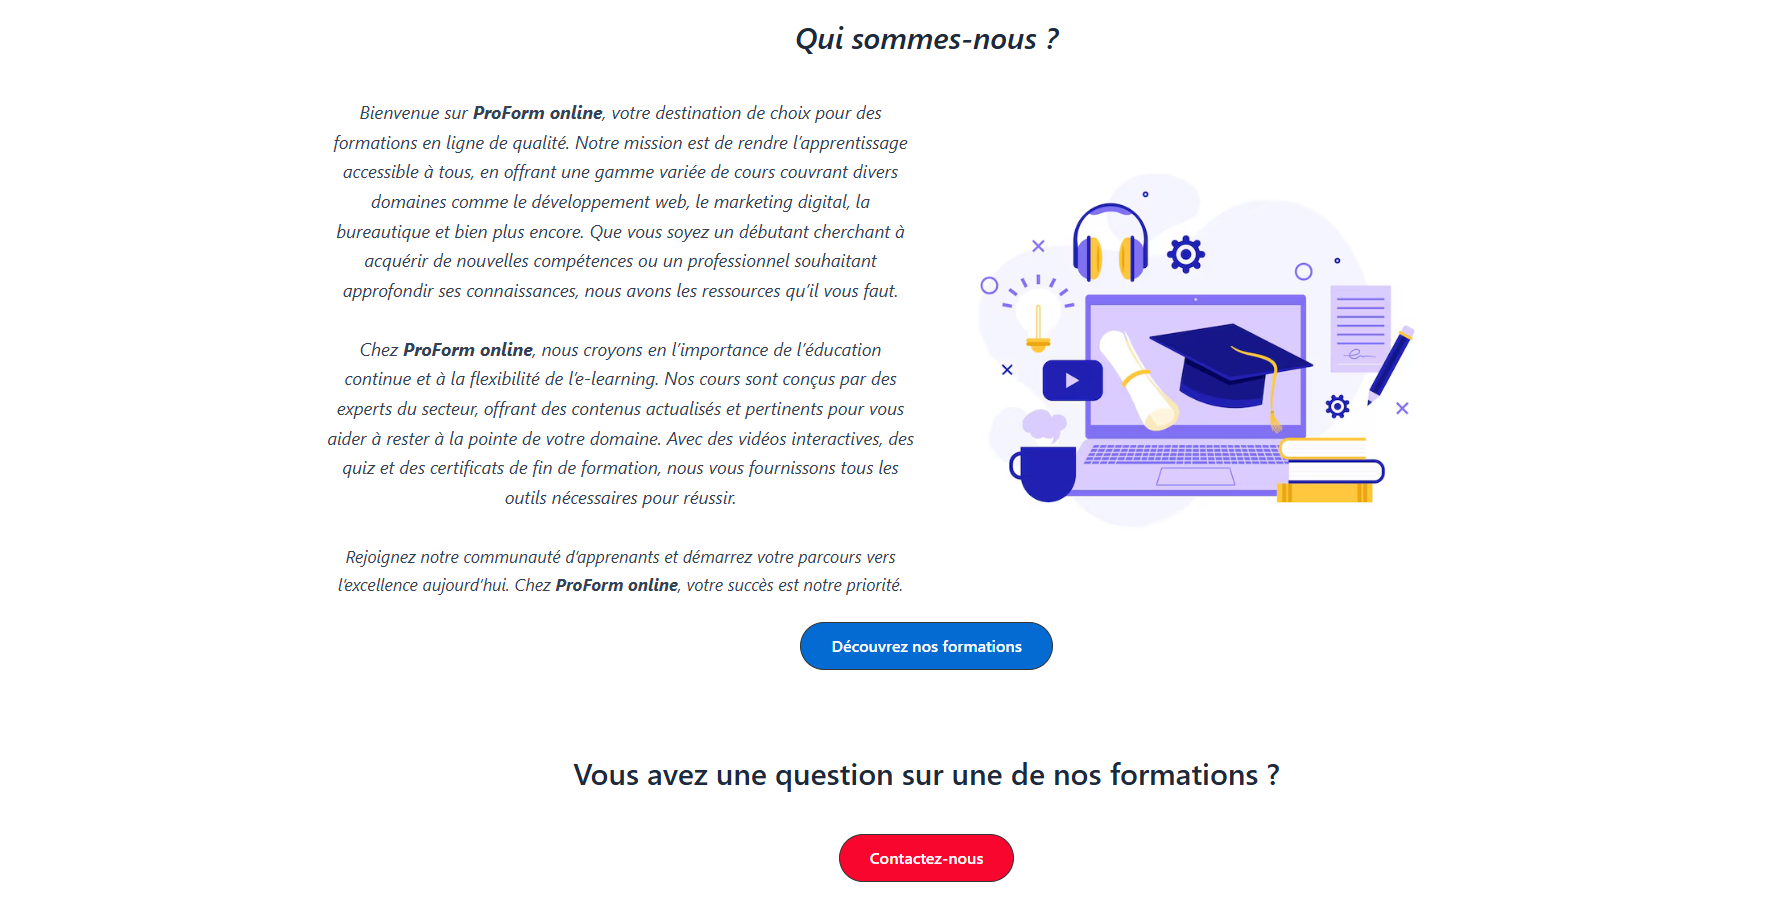 Qui sommes-nous ?
Bienvenue sur ProForm online, votre destination de choix pour des
formations en ligne de qualité. Notre mission est de rendre l’apprentissage
accessible à tous, en offrant une gamme variée de cours couvrant divers
domaines comme le développement web, le marketing digital, la
bureautique et bien plus encore. Que vous soyez un débutant cherchant à
acquérir de nouvelles compétences ou un professionnel souhaitant
approfondir ses connaissances, nous avons les ressources qu’il vous faut.
Chez ProForm online, nous croyons en l’importance de l’éducation
continue et à la flexibilité de l’e-learning. Nos cours sont conçus par des
experts du secteur, offrant des contenus actualisés et pertinents pour vous
aider à rester à la pointe de votre domaine. Avec des vidéos interactives, des
quiz et des certificats de fin de formation, nous vous fournissons tous les
outils nécessaires pour réussir.
Rejoignez notre communauté d’apprenants et démarrez votre parcours vers
l’excellence aujourd’hui. Chez ProForm online, votre succès est notre priorité.
Découvrez nos formations
Vous avez une question sur une de nos formations ?
Contactez-nous